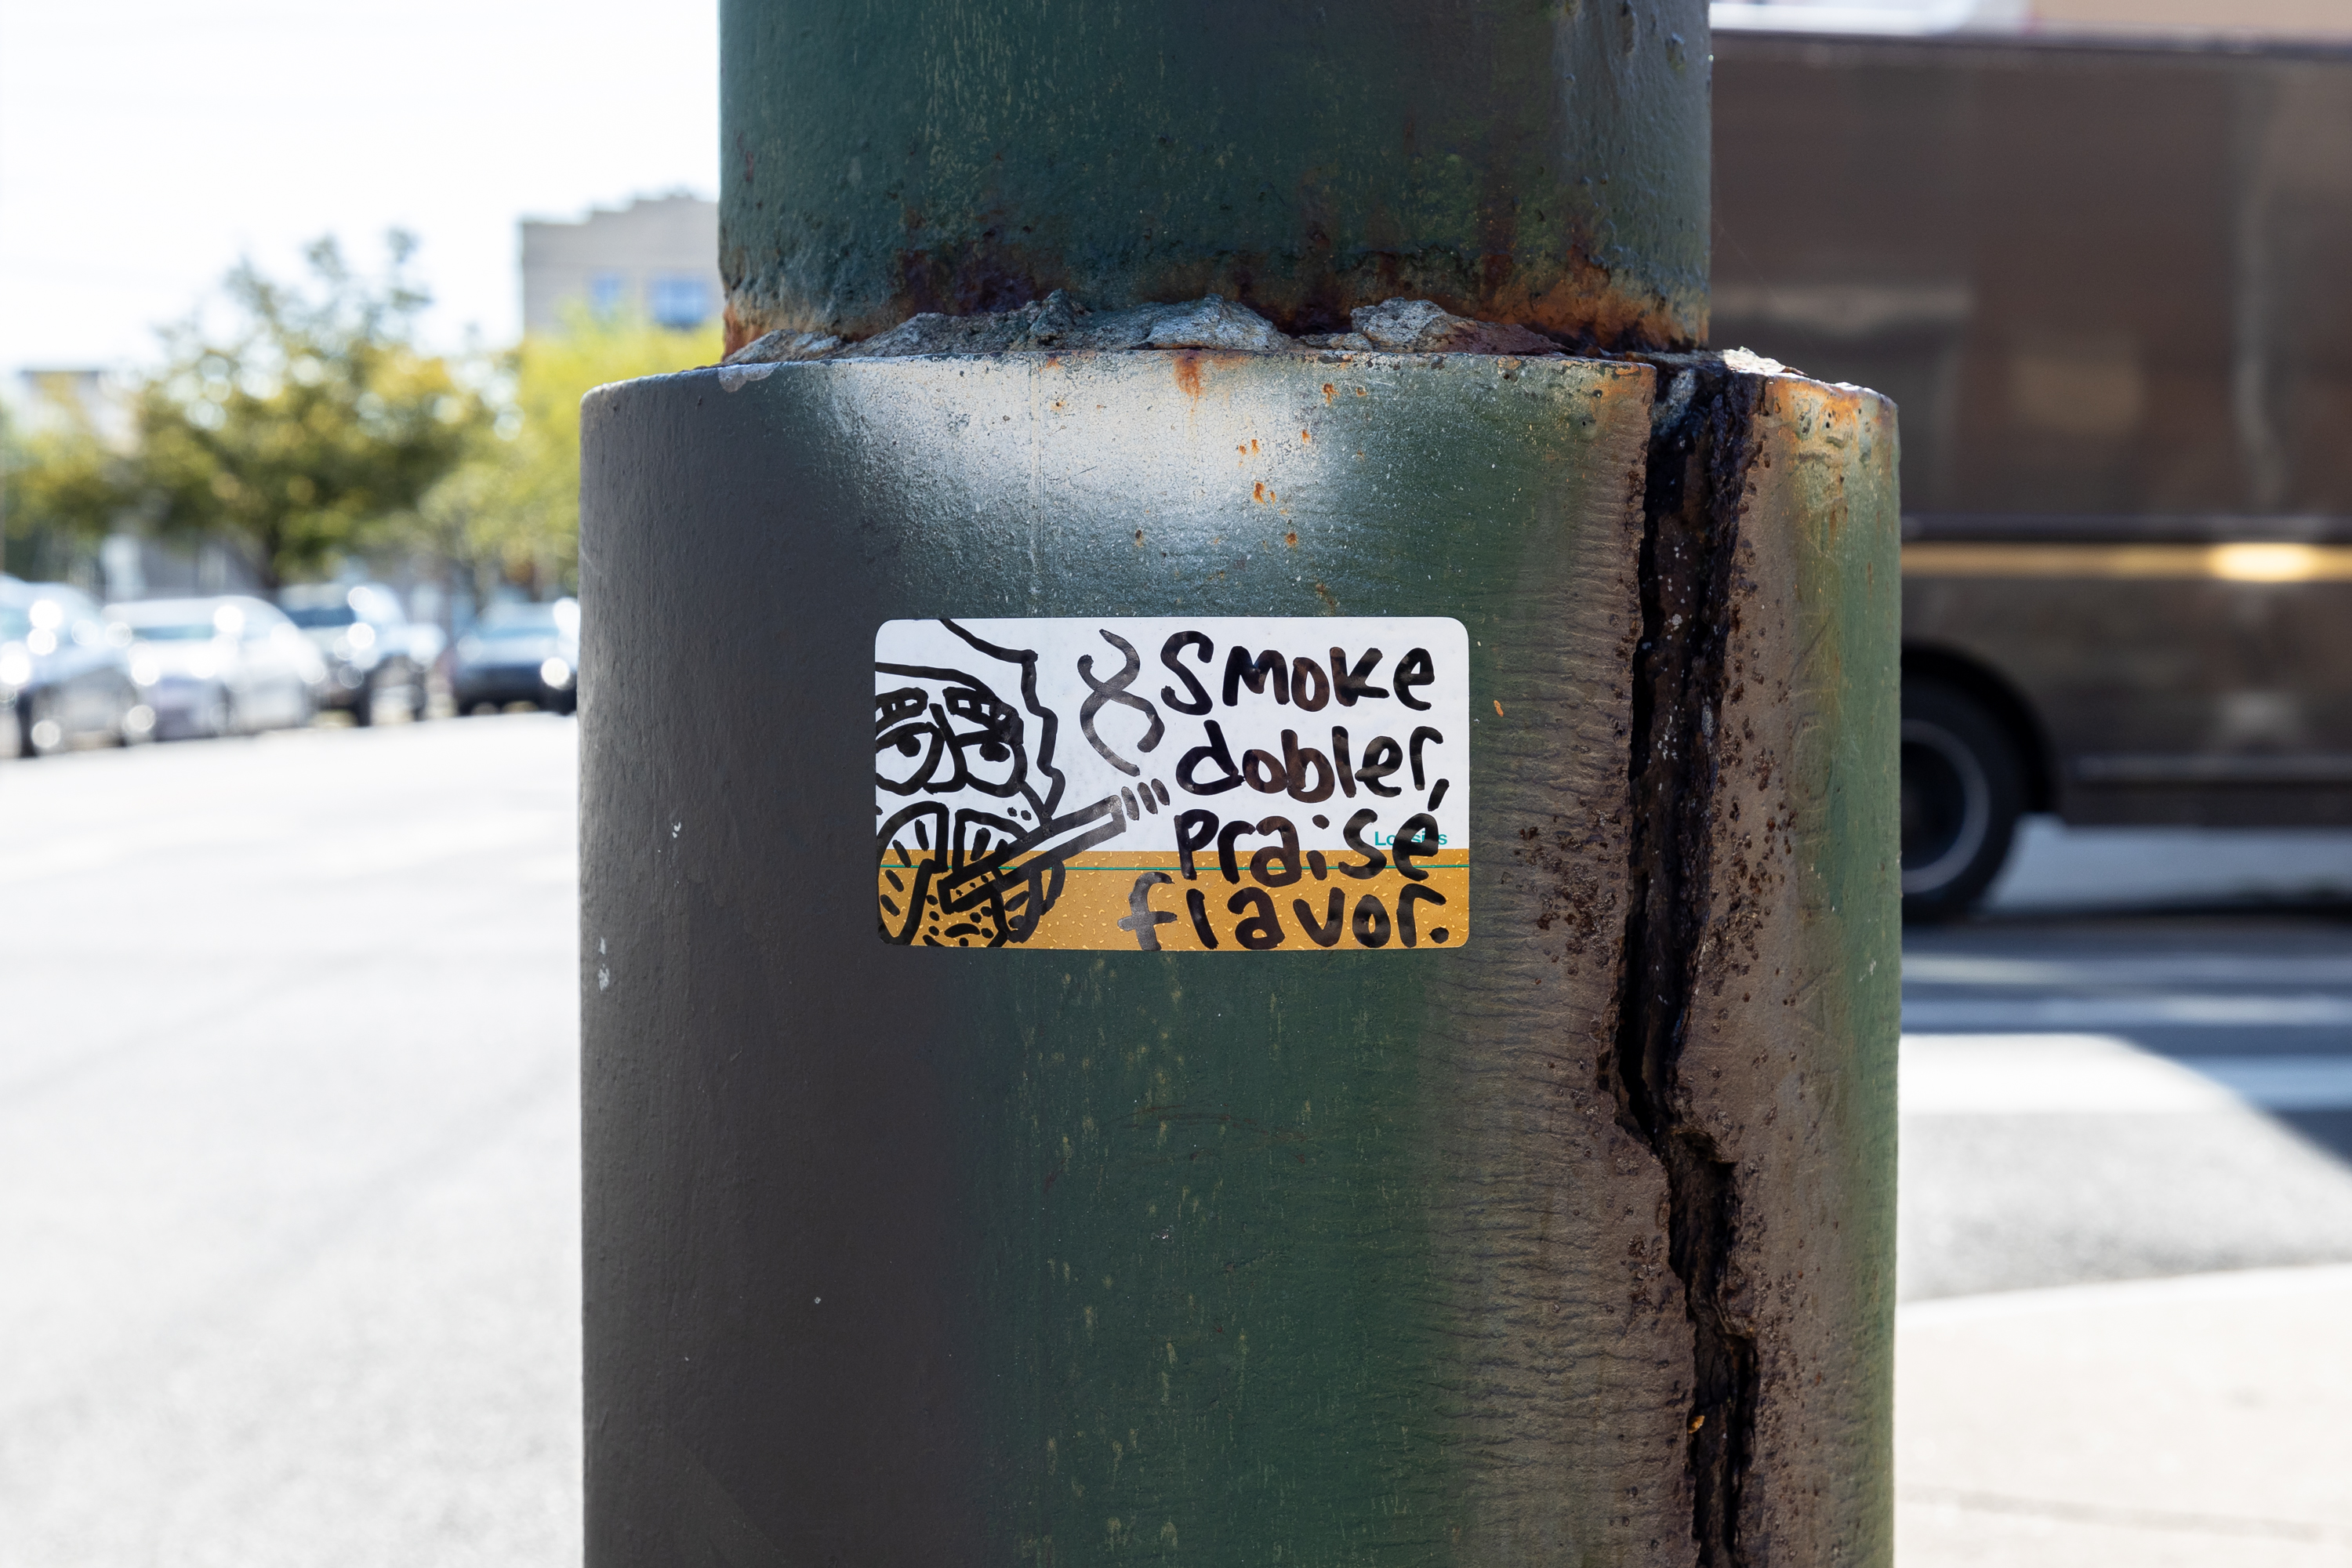 Smoke
dobler,
Praise
flavor.